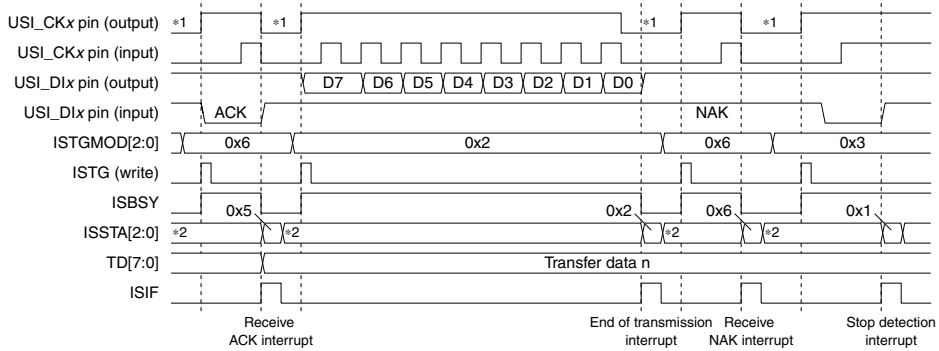 USI_CKx pin (output) *1 *1 *1 *1
USI_CKx pin (input)
USI_DIx pin (output) D7 D6 D5 D4 D3 D2 D1 D0
USI_DIx pin (input) ACK NAK
ISTGMOD[2:0] 0x6 0x2 0x6 0x3
ISTG (write)
ISBSY
0x5 0x2 0x6 0x1
ISSTA[2:0] *2 *2 *2 *2
TD[7:0] Transfer data n
ISIF
Receive End of transmission Receive Stop detection
ACK interrupt interrupt NAK interrupt interrupt